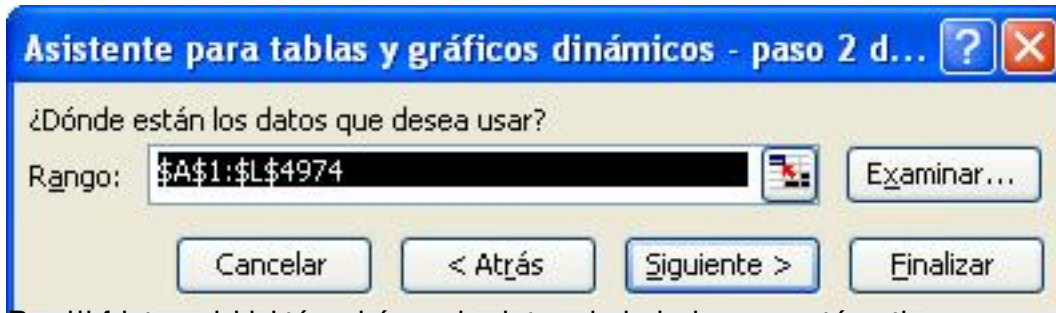 Asistente para tablas y gráficos dinámicos - paso 2 d...
¿Dónde están los datos que desea usar?
Rango: $A$1:$L$4974 Examinar...
Cancelar < Atrás Siguiente > Finalizar